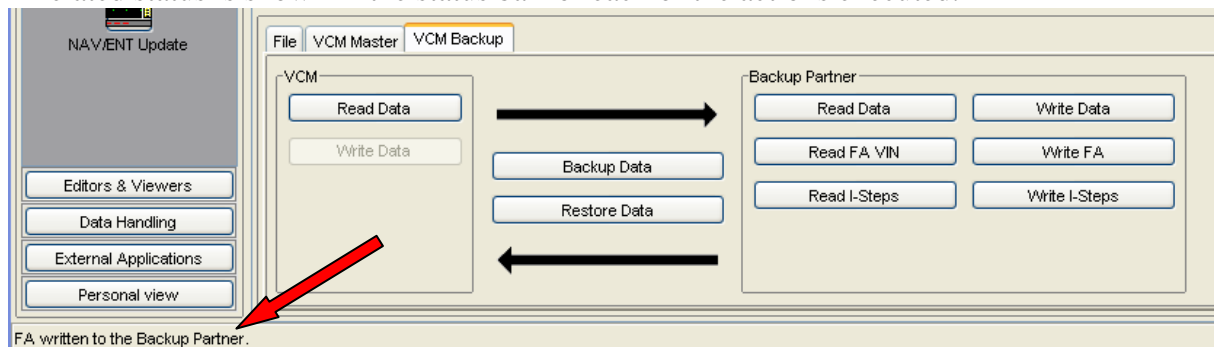 NAV/ENT Update
File VCM Master VCM Backup
VCM
Backup Partner
Read Data
Read Data Write Data
Write Data
Read FA VIN Write FA
Backup Data
Read I-Steps Write I-Steps
Restore Data
Editors & Viewers
Data Handling
External Applications
Personal view
FA written to the Backup Partner.